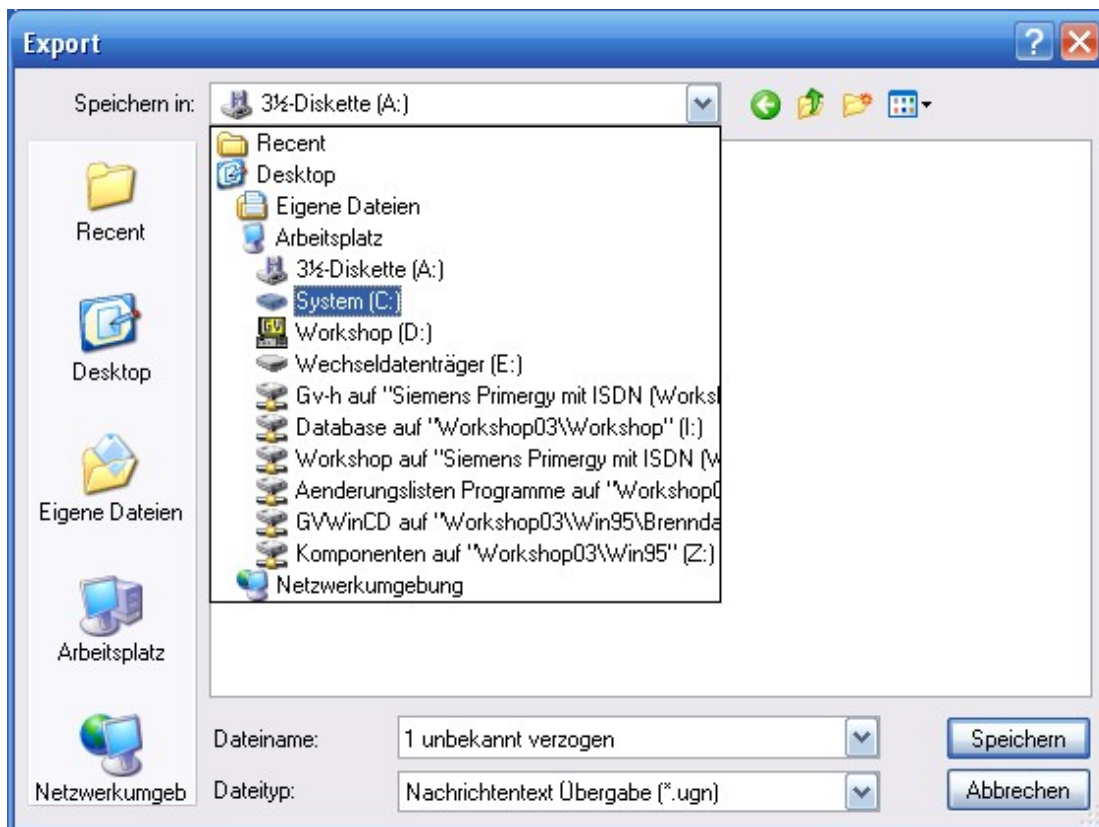 Export
Speichern in: 3½-Diskette (A:)
Recent
Desktop
Eigene Dateien
Arbeitsplatz
3½-Diskette (A:)
System (C:)
Workshop (D:)
Wechseldatenträger (E:)
Gv-h auf "Siemens Primergy mit ISDN (Works
Database auf "Workshop03\Workshop" (I:)
Workshop auf "Siemens Primergy mit ISDN (W
Aenderungslisten Programme auf "Workshop0
GVWinCD auf "Workshop03\Win95\Brennda
Komponenten auf "Workshop03\Win95" (Z:)
Netzwerkumgebung
Recent
Desktop
Eigene Dateien
Arbeitsplatz
Netzwerkumgeb
Dateiname: 1 unbekannt verzogen Speichern
Dateityp: Nachrichtentext Übergabe (*.ugn) Abbrechen